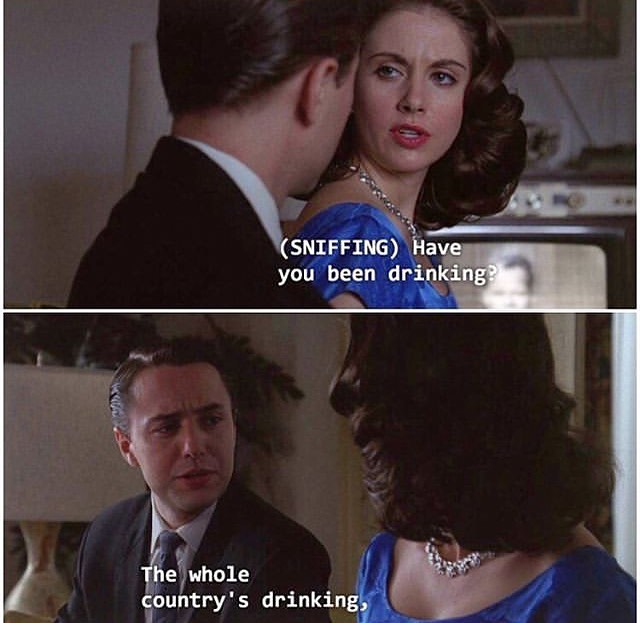 (SNIFFING) Have
you been drinking?
The whole
country's drinking,